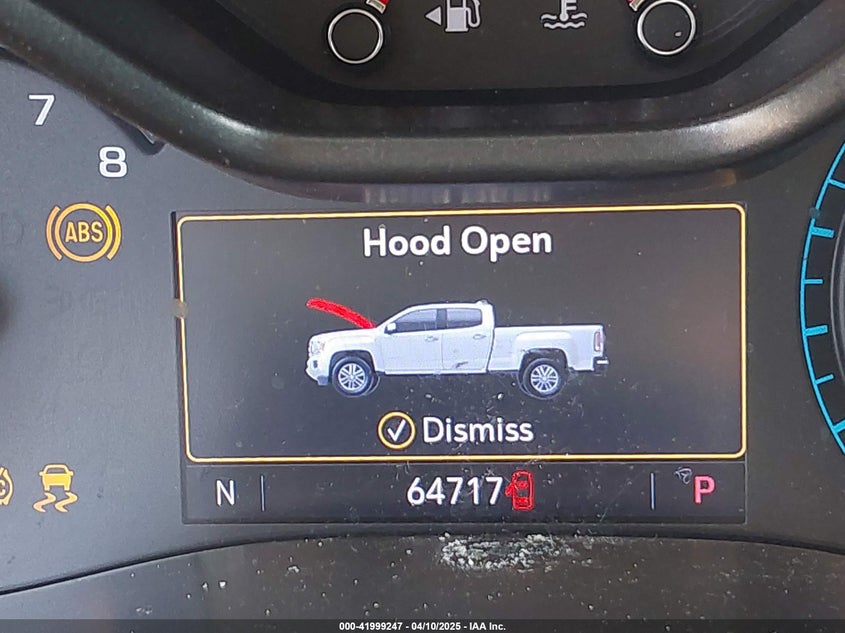 7
8
ABS
Hood Open
Dismiss
N
64717
P
000-41999247 - 04/10/2025 - IAA Inc.